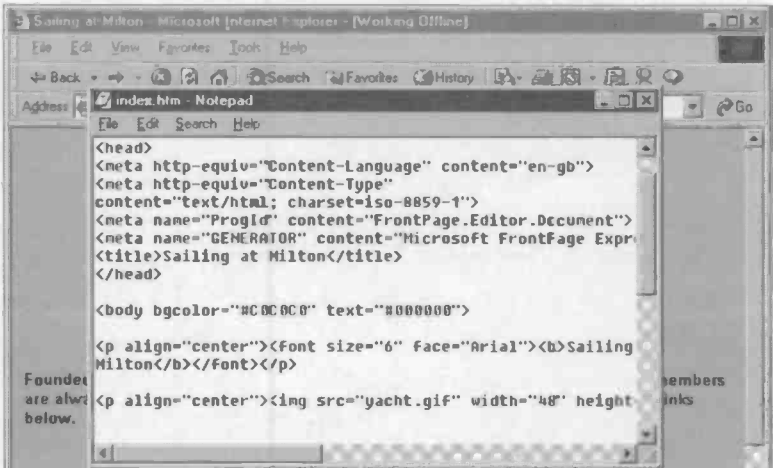 Sailing at Milton - Microsoft Internet Explorer - [Working Offline]
File Edit View Favorites Tools Help
Back Search Favorites History
Address Go
index.htm - Notepad
File Edit Search Help
<head>
<meta http-equiv="Content-Language" content="en-gb">
<meta http-equiv="Content-Type"
content="text/html; charset=iso-8859-1">
<meta name="ProgId" content="FrontPage.Editor.Document">
<meta name="GENERATOR" content="Microsoft FrontPage Expr
<title>Sailing at Milton</title>
</head>
<body bgcolor="#C0C0C0" text="#000000">
<p align="center"><font size="6" face="Arial"><b>Sailing
Milton</b></font></p>
Founded
embers
are alwa
<p align="center"><img src="yacht.gif" width="48" height
inks
below.